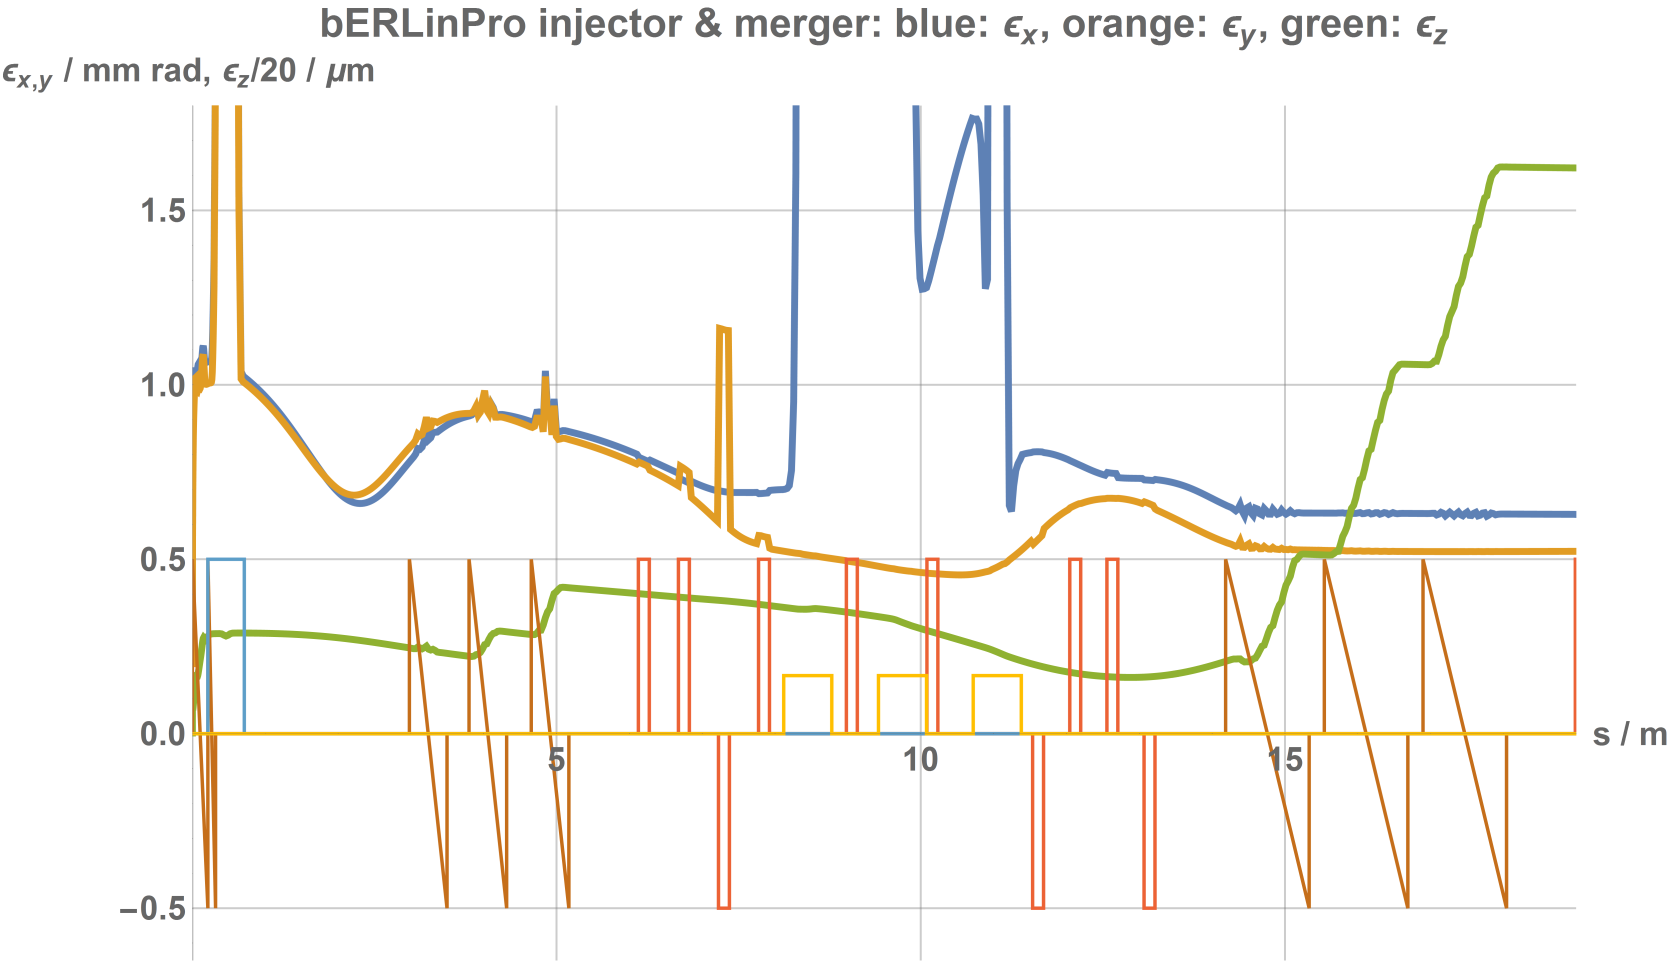 bERLinPro injector & merger: blue: ϵx, orange: ϵy, green: ϵz
ϵx,y / mm rad, ϵz/20 / μm
1.5
1.0
0.5
0.0
s / m
5
10
15
−0.5